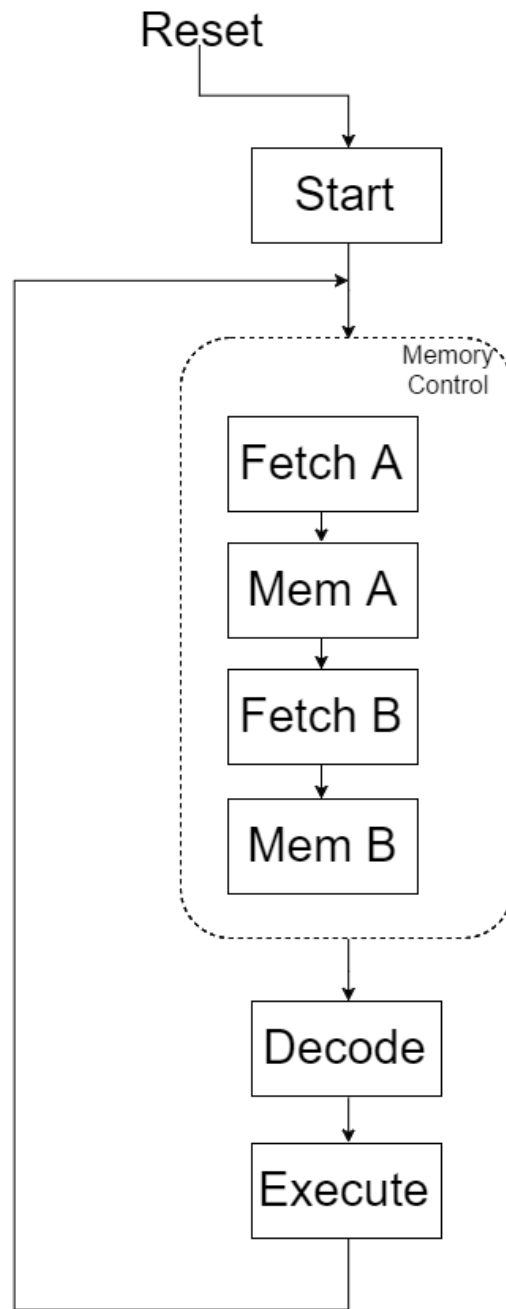 Reset
Start
Memory
Control
Fetch A
Mem A
Fetch B
Mem B
Decode
Execute